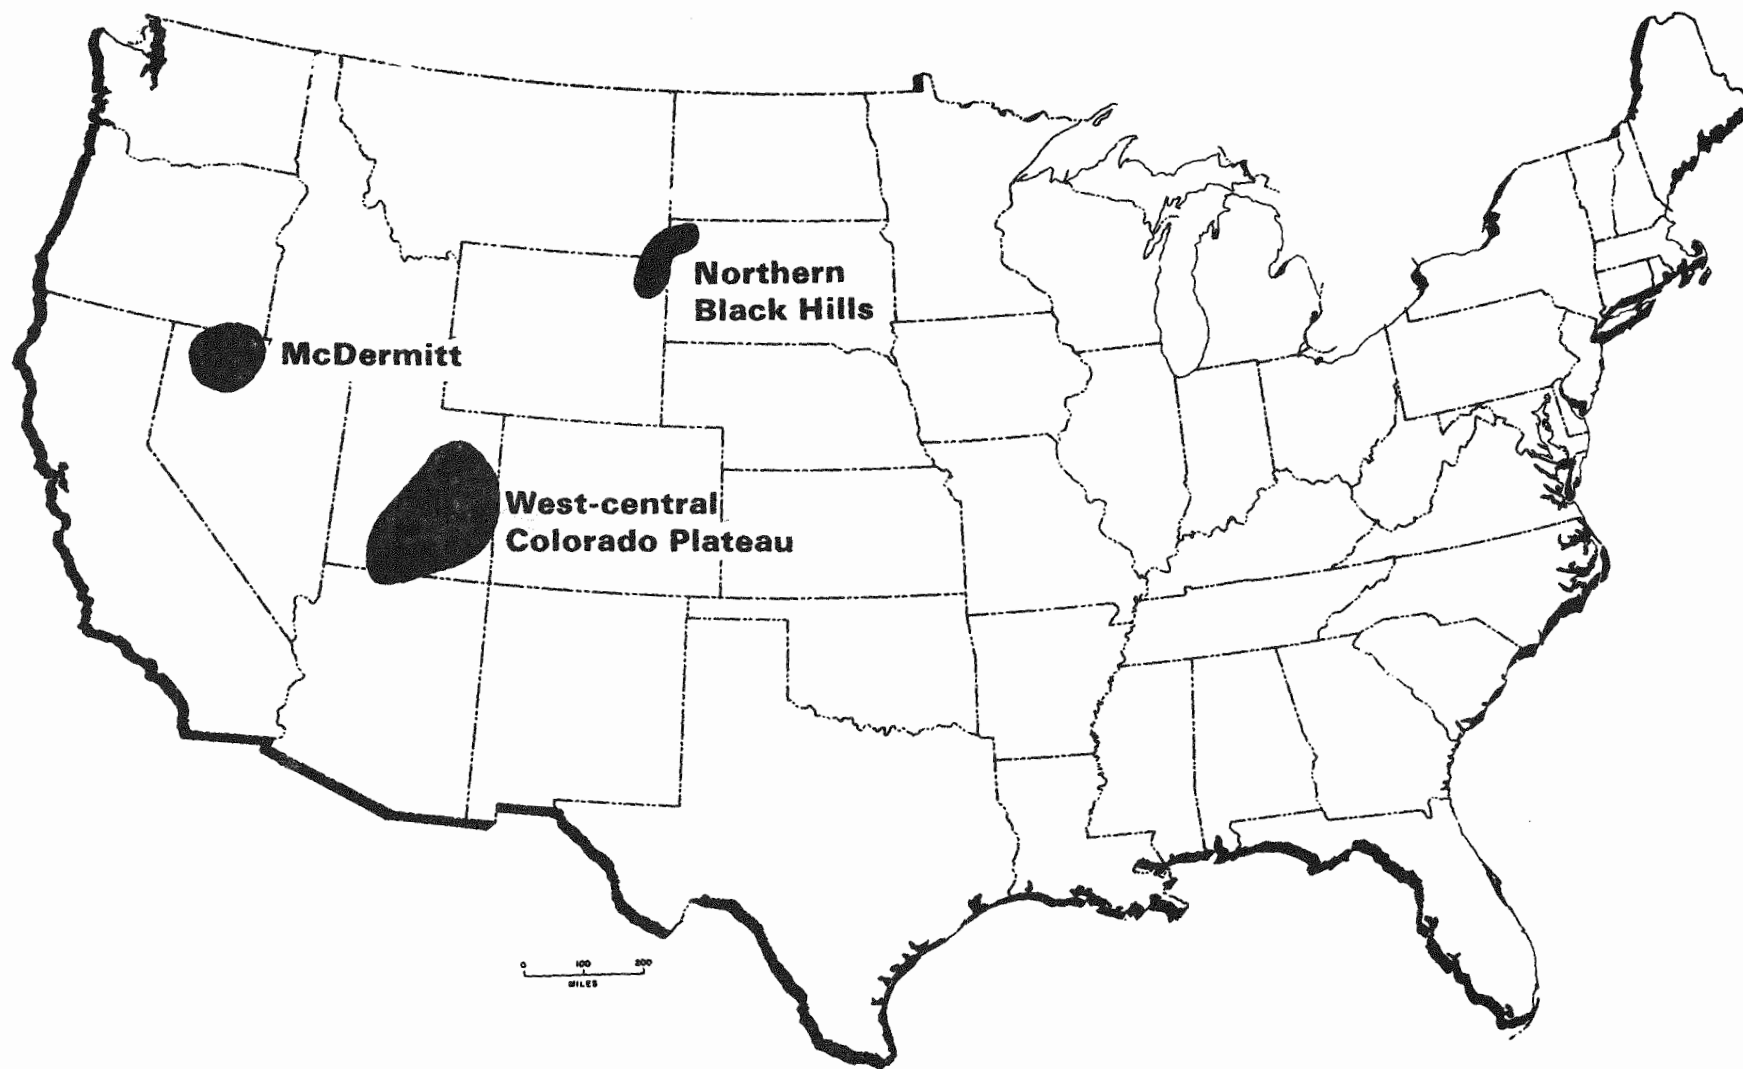 Northern
Black Hills
McDermitt
West-central
Colorado Plateau
0 100 200
MILES